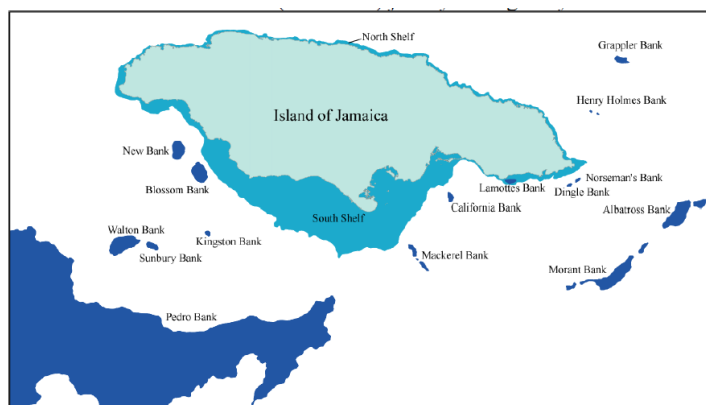 North Shelf
Grappler Bank
Henry Holmes Bank
Island of Jamaica
New Bank
Blossom Bank
Lamottes Bank
Norseman's Bank
Dingle Bank
California Bank
Albatross Bank
South Shelf
Walton Bank
Kingston Bank
Sunbury Bank
Mackerel Bank
Morant Bank
Pedro Bank